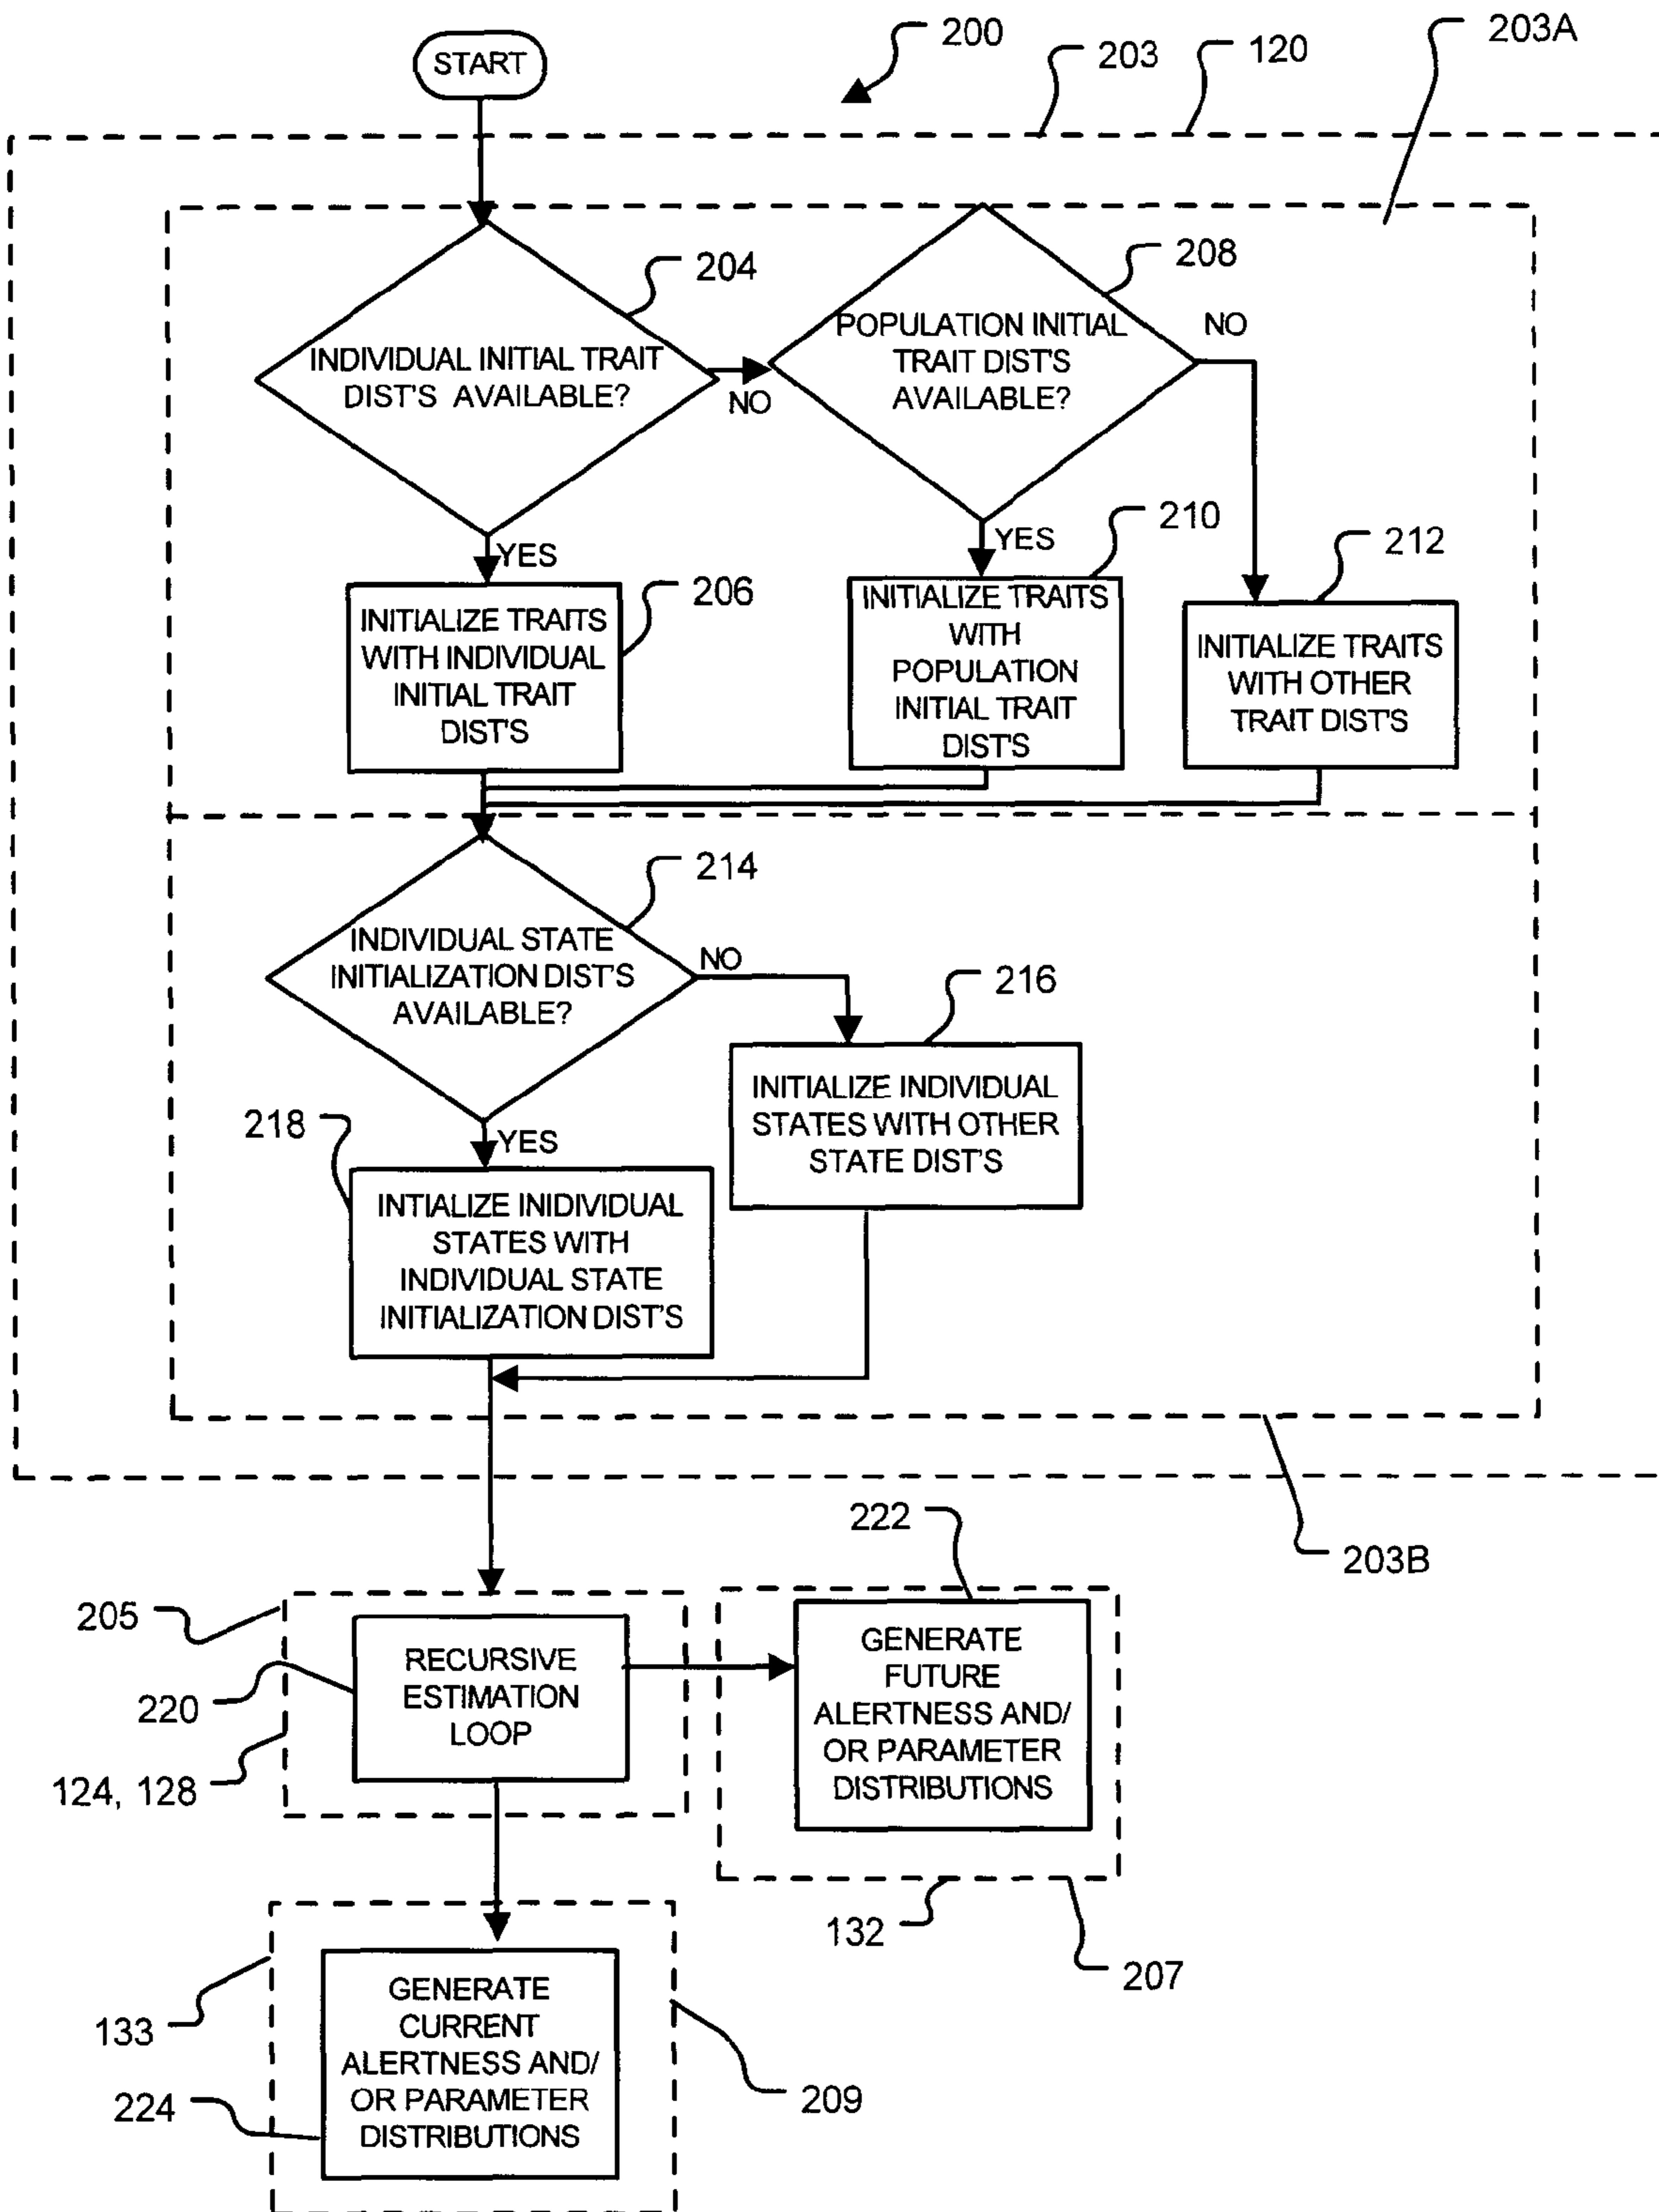 START
200
203
120
203A
204
208
INDIVIDUAL INITIAL TRAIT
DIST'S AVAILABLE?
NO
POPULATION INITIAL
TRAIT DIST'S
AVAILABLE?
NO
YES
206
YES
210
212
INITIALIZE TRAITS
WITH INDIVIDUAL
INITIAL TRAIT
DIST'S
INITIALIZE TRAITS
WITH
POPULATION
INITIAL TRAIT
DIST'S
INITIALIZE TRAITS
WITH OTHER
TRAIT DIST'S
214
INDIVIDUAL STATE
INITIALIZATION DIST'S
AVAILABLE?
NO
216
INITIALIZE INDIVIDUAL
STATES WITH OTHER
STATE DIST'S
218
YES
INTIALIZE INIDIVIDUAL
STATES WITH
INDIVIDUAL STATE
INITIALIZATION DIST'S
203B
205
220
124, 128
RECURSIVE
ESTIMATION
LOOP
222
GENERATE
FUTURE
ALERTNESS AND/
OR PARAMETER
DISTRIBUTIONS
132
207
133
224
GENERATE
CURRENT
ALERTNESS AND/
OR PARAMETER
DISTRIBUTIONS
209